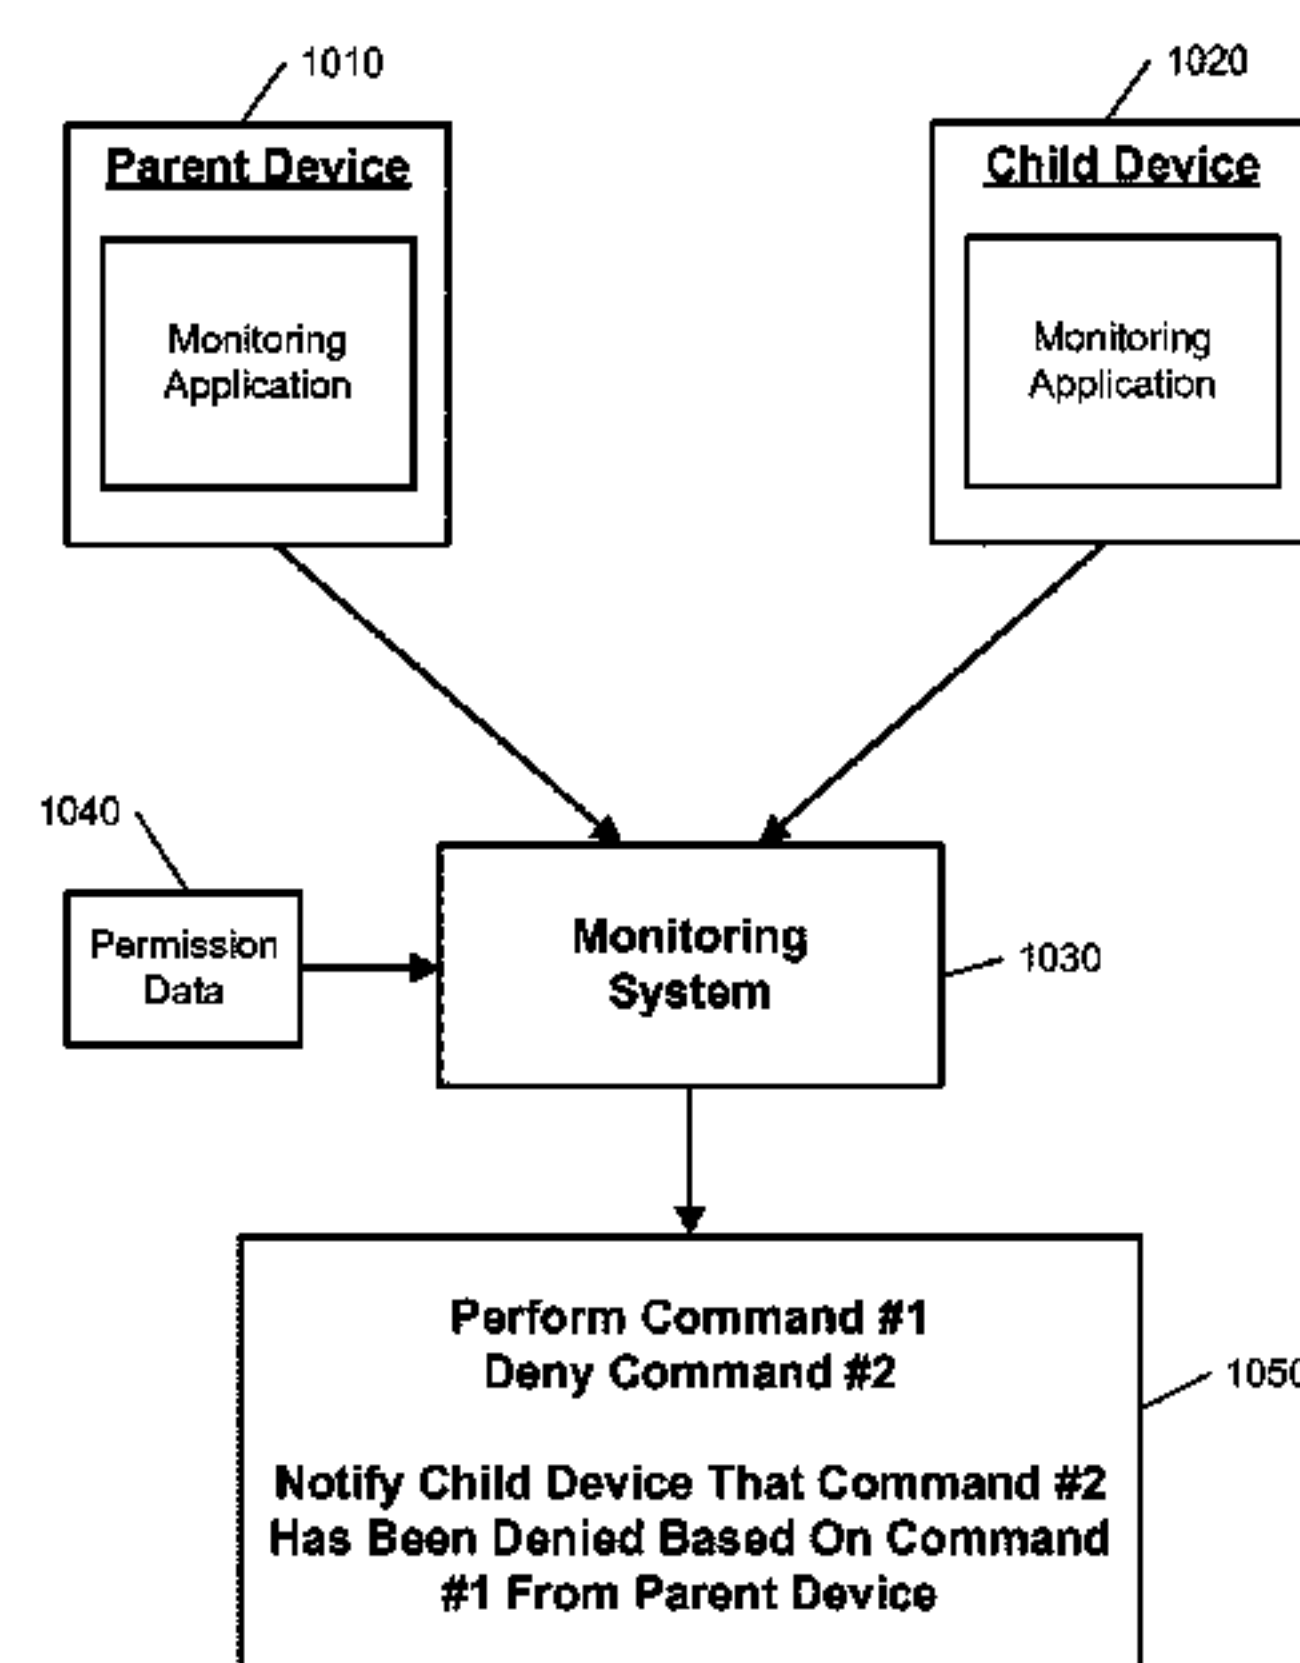 1010
1020
Parent Device
Child Device
Monitoring
Application
Monitoring
Application
1040
Permission
Data
Monitoring
System
1030
Perform Command #1
Deny Command #2
1050
Notify Child Device That Command #2
Has Been Denied Based On Command
#1 From Parent Device